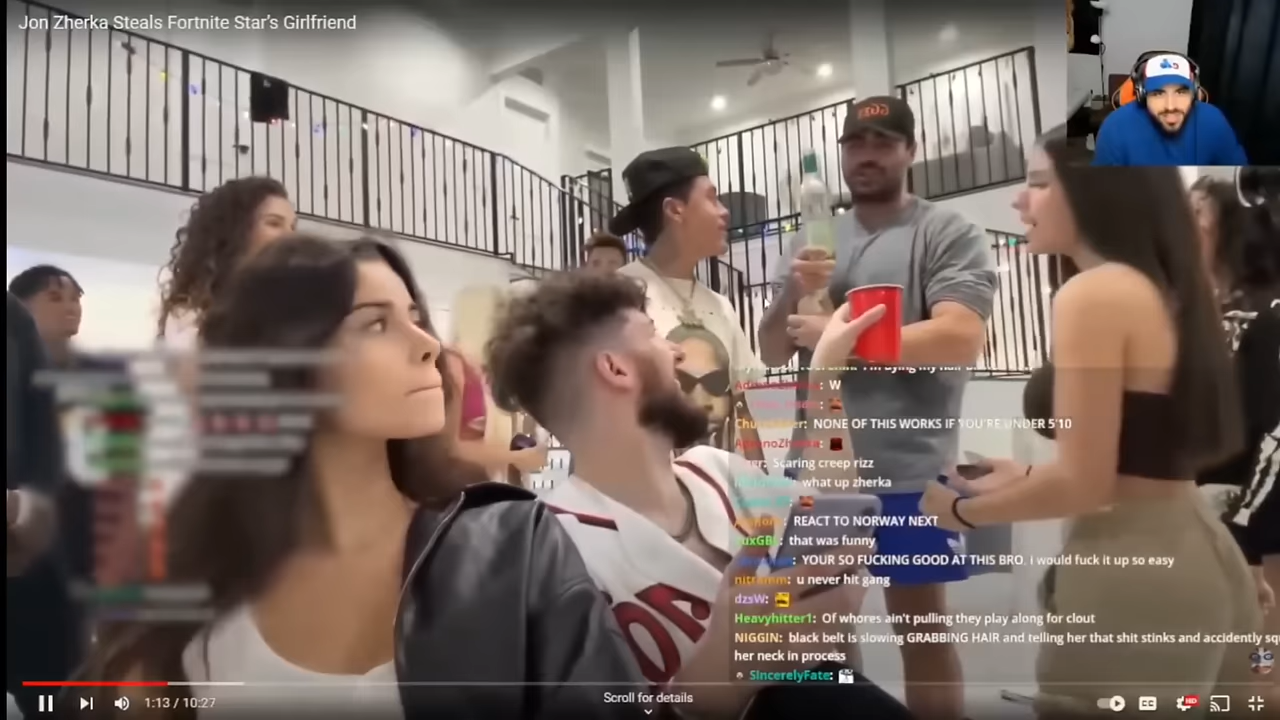 Jon Zherka Steals Fortnite Star's Girlfriend
: W
: NONE OF THIS WORKS IF YOU'RE UNDER 5'10
: Scaring creep rizz
: what up zherka
: REACT TO NORWAY NEXT
: that was funny
: YOUR SO FUCKING GOOD AT THIS BRO, i would fuck it up so easy
nitramm: u never hit gang
dzsW:
Heavyhitter1: Of whores ain't pulling they play along for clout
NIGGIN: black belt is slowing GRABBING HAIR and telling her that shit stinks and accidently
her neck in process
SincerelyFate:
1:13 / 10:27
Scroll for details
CC
HD